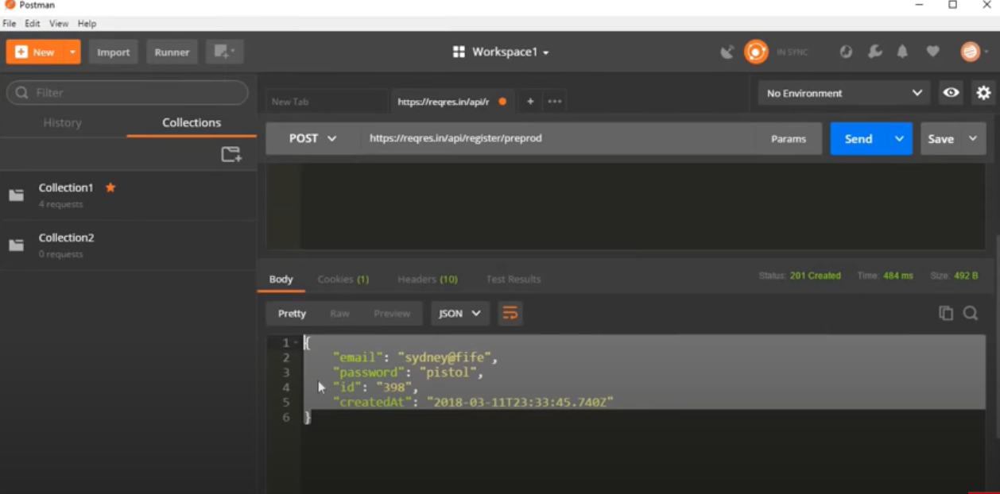 Postman
File Edit View Help
New Import Runner Workspace1 IN SYNC
Filter
History Collections
Collection1
4 requests
Collection2
0 requests
New Tab https://reqres.in/api/r + ••• No Environment
POST https://reqres.in/api/register/preprod Params Send Save
Body Cookies (1) Headers (10) Test Results Status: 201 Created Time: 484 ms Size: 492 B
Pretty Raw Preview JSON
1 {
2 "email": "sydney@fife",
3 "password": "pistol",
4 "id": "398",
5 "createdAt": "2018-03-11T23:33:45.740Z"
6 }